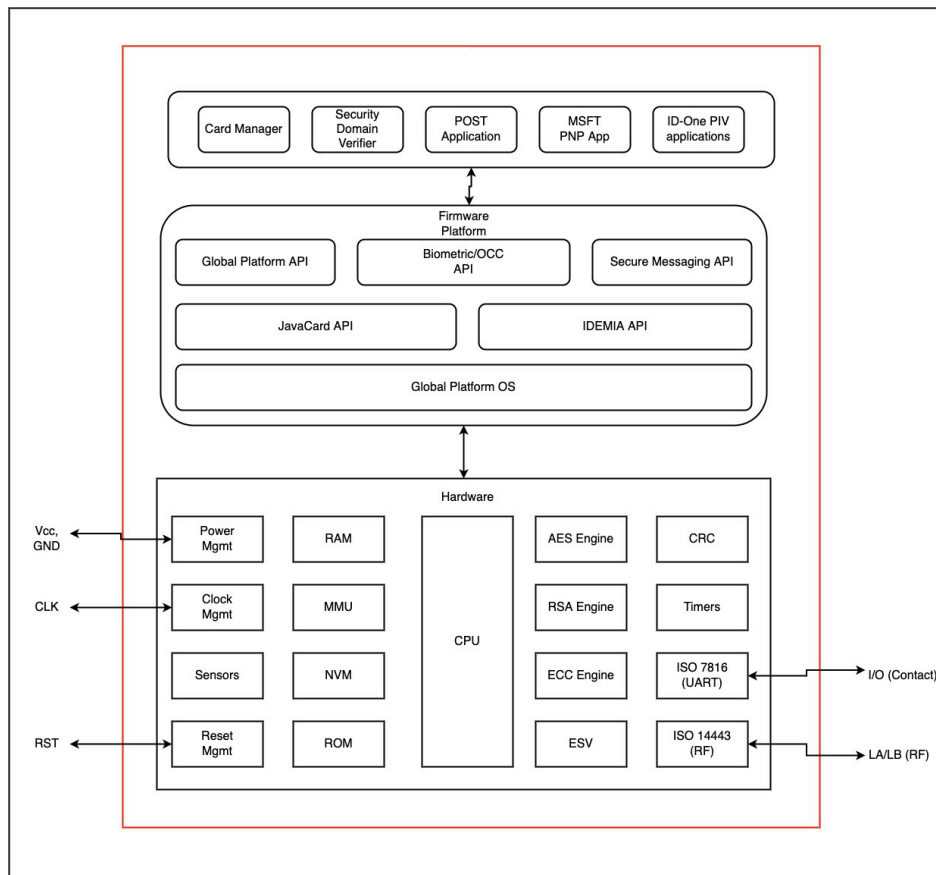 Card Manager
Security
Domain
Verifier
POST
Application
MSFT
PNP App
ID-One PIV
applications
Firmware
Platform
Global Platform API
Biometric/OCC
API
Secure Messaging API
JavaCard API
IDEMIA API
Global Platform OS
Hardware
Vcc,
GND
Power
Mgmt
RAM
CPU
AES Engine
CRC
CLK
Clock
Mgmt
MMU
RSA Engine
Timers
Sensors
NVM
ECC Engine
ISO 7816
(UART)
I/O (Contact)
RST
Reset
Mgmt
ROM
ESV
ISO 14443
(RF)
LA/LB (RF)